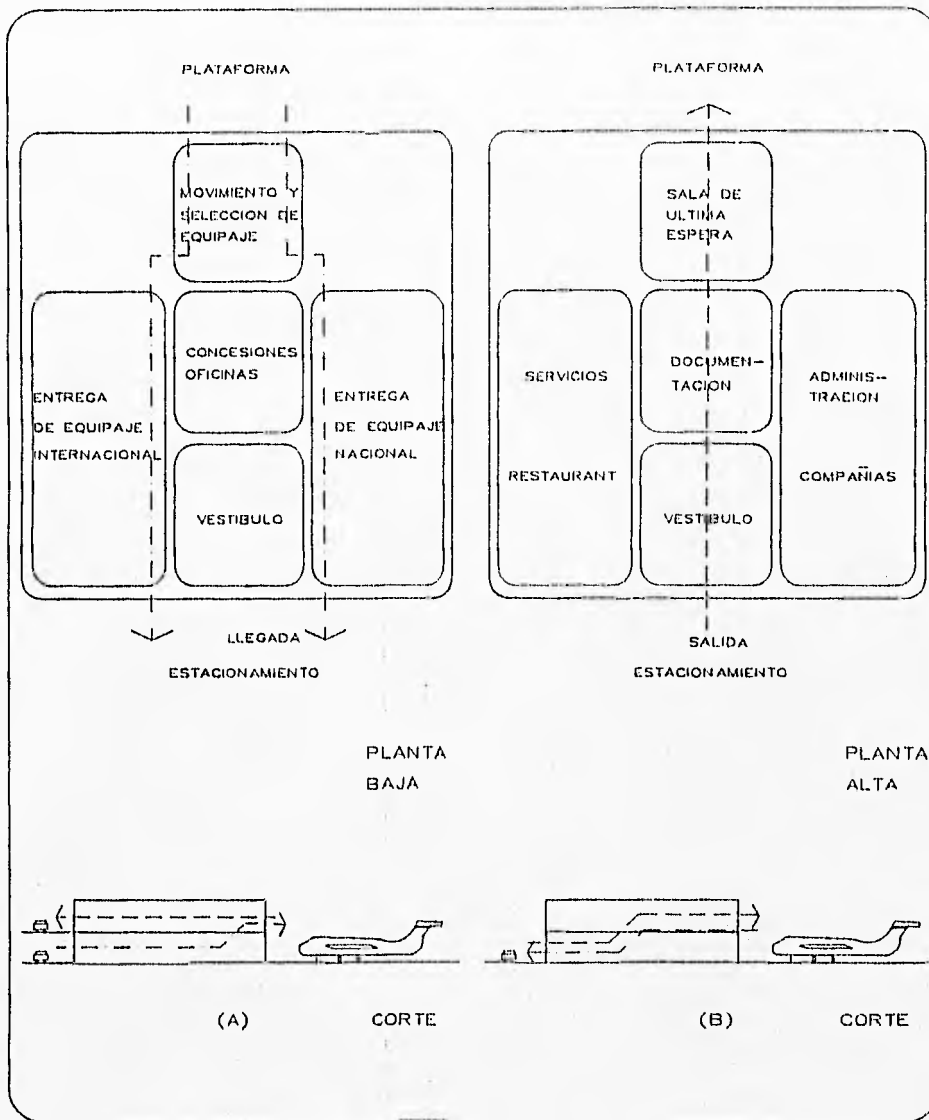 PLATAFORMA
MOVIMIENTO Y
SELECCION DE
EQUIPAJE
CONCESIONES
OFICINAS
ENTREGA
DE EQUIPAJE
INTERNACIONAL
ENTREGA
DE EQUIPAJE
NACIONAL
VESTIBULO
LLEGADA
ESTACIONAMIENTO
PLANTA
BAJA
PLATAFORMA
SALA DE
ULTIMA
ESPERA
SERVICIOS
RESTAURANT
DOCUMEN-
TACION
ADMINIS-
TRACION
COMPAÑIAS
VESTIBULO
SALIDA
ESTACIONAMIENTO
PLANTA
ALTA
(A)
CORTE
(B)
CORTE